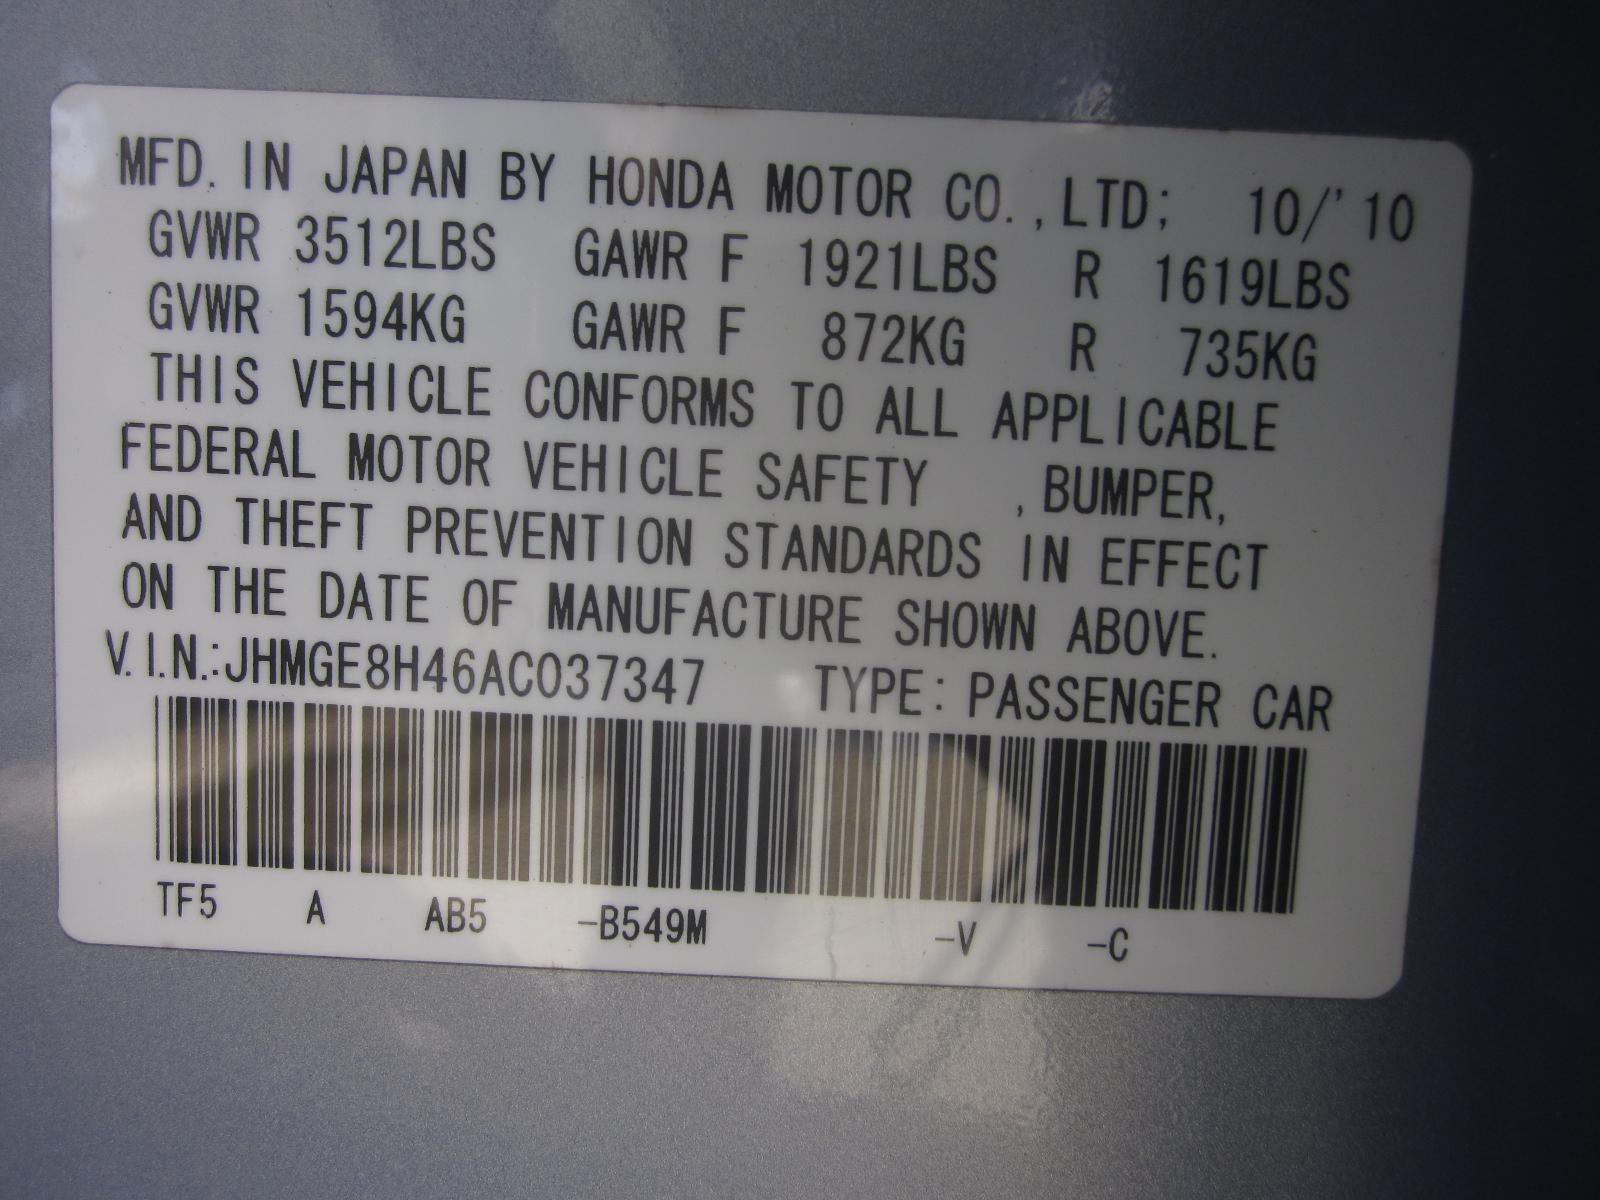 MFD. IN JAPAN BY HONDA MOTOR CO.,LTD; 10/'10
GVWR 3512LBS GAWR F 1921LBS R 1619LBS
GVWR 1594KG GAWR F 872KG R 735KG
THIS VEHICLE CONFORMS TO ALL APPLICABLE
FEDERAL MOTOR VEHICLE SAFETY ,BUMPER,
AND THEFT PREVENTION STANDARDS IN EFFECT
ON THE DATE OF MANUFACTURE SHOWN ABOVE.
V.I.N.:JHMGE8H46AC037347 TYPE: PASSENGER CAR
TF5 A AB5 -B549M -V -C